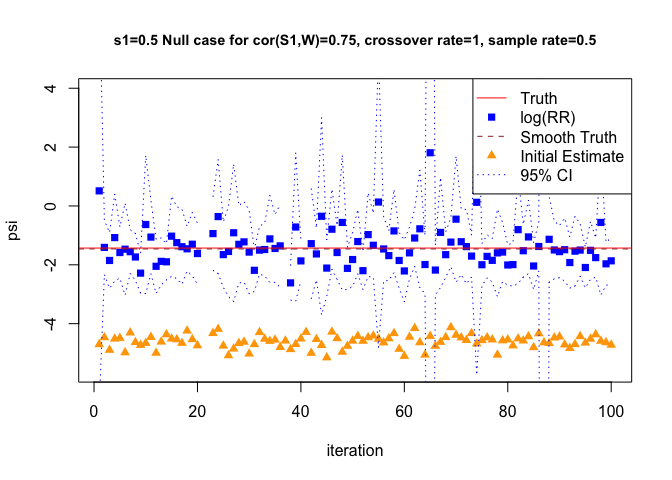 s1=0.5 Null case for cor(S1,W)=0.75, crossover rate=1, sample rate=0.5
psi
4
2
0
-2
-4
Truth
log(RR)
Smooth Truth
Initial Estimate
95% CI
0 20 40 60 80 100
iteration